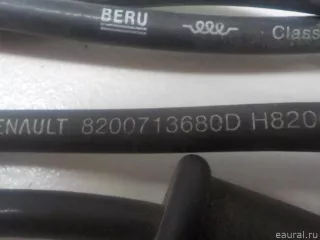 BERU Class
ENAULT 8200713680D H820
eaural.ru